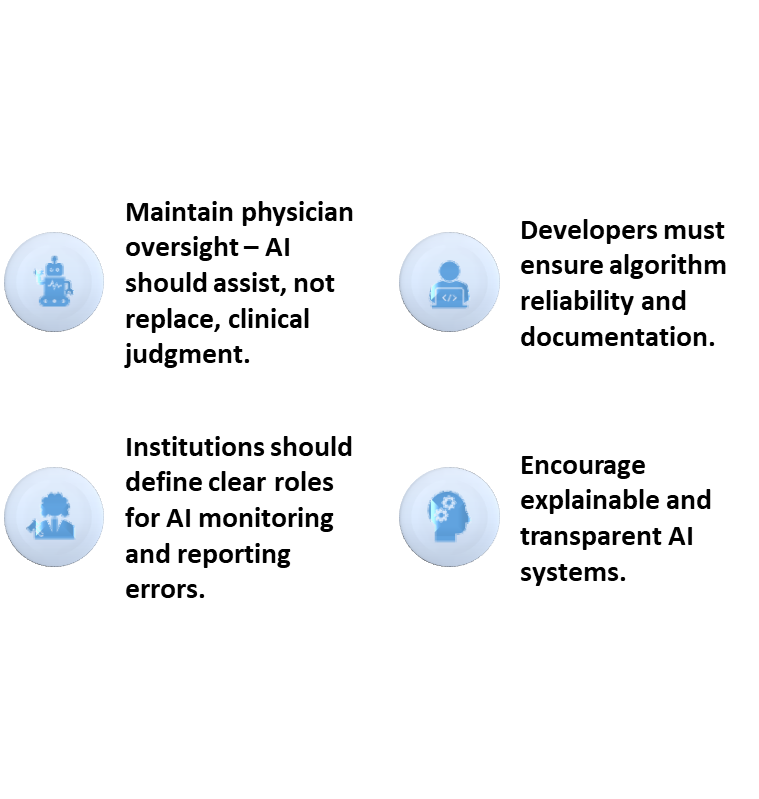 Maintain physician
oversight – AI
should assist, not
replace, clinical
judgment.
Developers must
ensure algorithm
reliability and
documentation.
Institutions should
define clear roles
for AI monitoring
and reporting
errors.
Encourage
explainable and
transparent AI
systems.